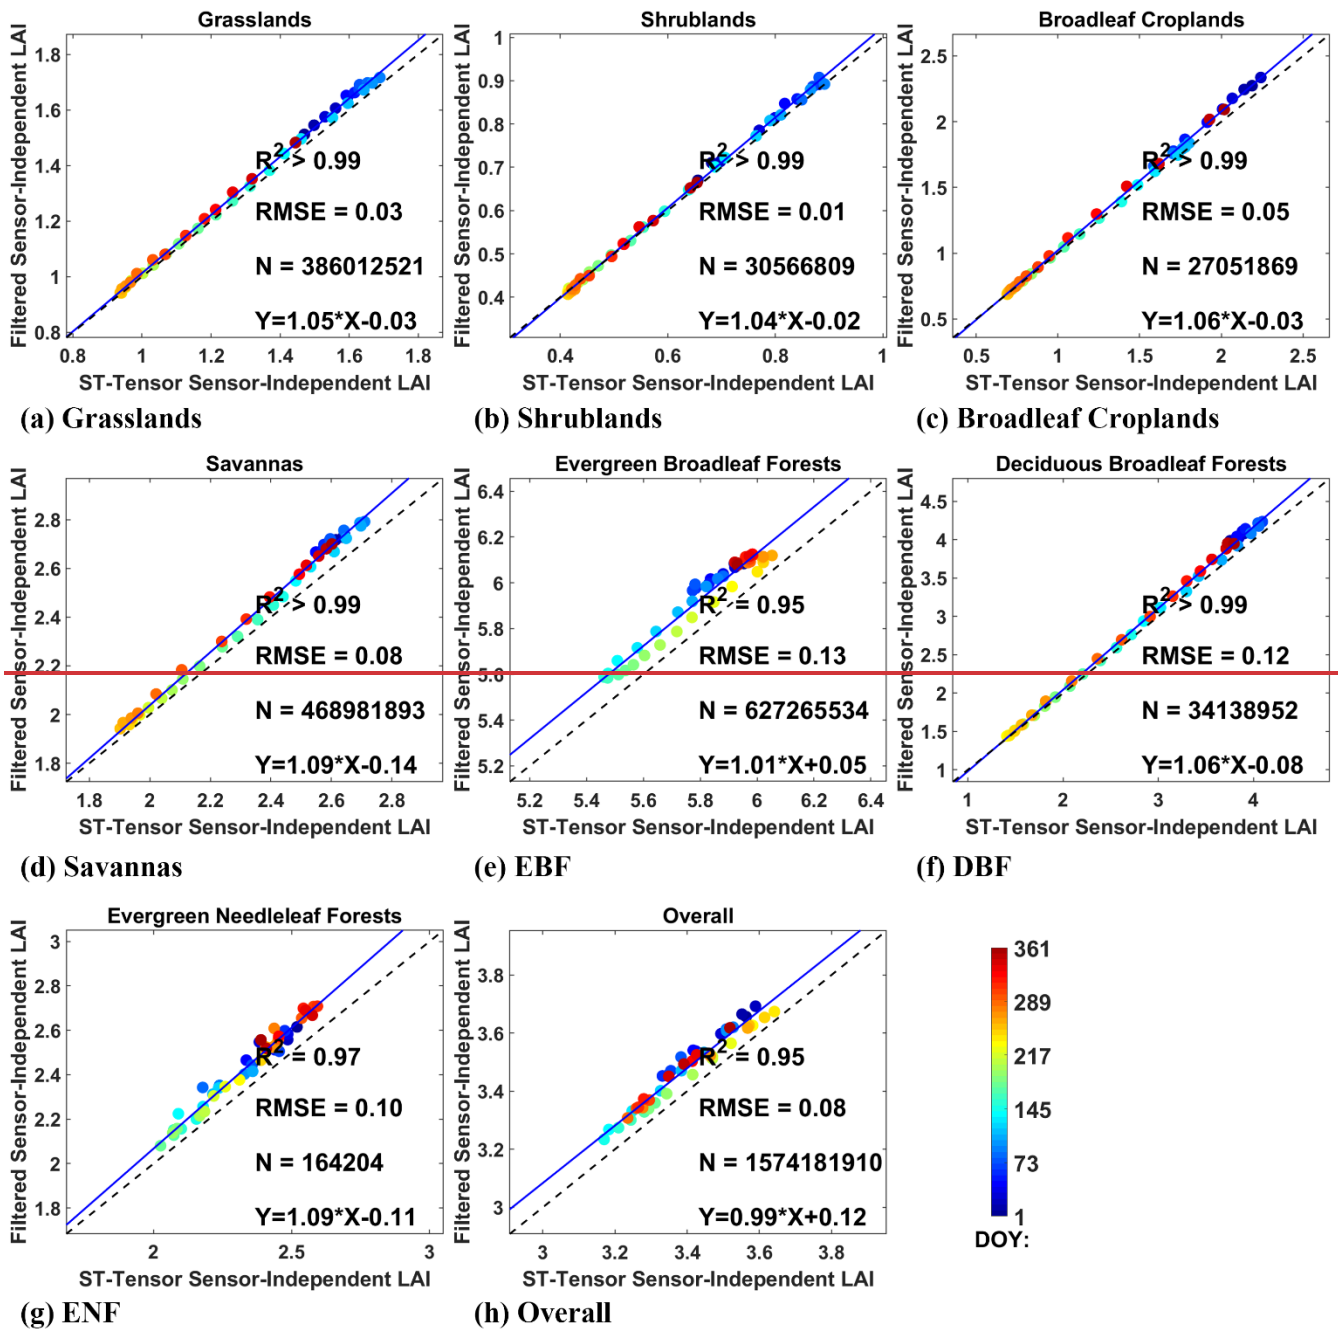 Grasslands
Filtered Sensor-Independent LAI
1.8
1.6
1.4
1.2
1
0.8
R2 > 0.99
RMSE = 0.03
N = 386012521
Y=1.05*X-0.03
0.8 1 1.2 1.4 1.6 1.8
ST-Tensor Sensor-Independent LAI
(a) Grasslands
Shrublands
Filtered Sensor-Independent LAI
1
0.9
0.8
0.7
0.6
0.5
0.4
R2 > 0.99
RMSE = 0.01
N = 30566809
Y=1.04*X-0.02
0.4 0.6 0.8 1
ST-Tensor Sensor-Independent LAI
(b) Shrublands
Broadleaf Croplands
Filtered Sensor-Independent LAI
2.5
2
1.5
1
0.5
R2 > 0.99
RMSE = 0.05
N = 27051869
Y=1.06*X-0.03
0.5 1 1.5 2 2.5
ST-Tensor Sensor-Independent LAI
(c) Broadleaf Croplands
Savannas
Filtered Sensor-Independent LAI
2.8
2.6
2.4
2.2
2
1.8
R2 > 0.99
RMSE = 0.08
N = 468981893
Y=1.09*X-0.14
1.8 2 2.2 2.4 2.6 2.8
ST-Tensor Sensor-Independent LAI
(d) Savannas
Evergreen Broadleaf Forests
Filtered Sensor-Independent LAI
6.4
6.2
6
5.8
5.6
5.4
5.2
R2 = 0.95
RMSE = 0.13
N = 627265534
Y=1.01*X+0.05
5.2 5.4 5.6 5.8 6 6.2 6.4
ST-Tensor Sensor-Independent LAI
(e) EBF
Deciduous Broadleaf Forests
Filtered Sensor-Independent LAI
4.5
4
3.5
3
2.5
2
1.5
1
R2 > 0.99
RMSE = 0.12
N = 34138952
Y=1.06*X-0.08
1 2 3 4
ST-Tensor Sensor-Independent LAI
(f) DBF
Evergreen Needleleaf Forests
Filtered Sensor-Independent LAI
3
2.8
2.6
2.4
2.2
2
1.8
R2 = 0.97
RMSE = 0.10
N = 164204
Y=1.09*X-0.11
2 2.5 3
ST-Tensor Sensor-Independent LAI
(g) ENF
Overall
Filtered Sensor-Independent LAI
3.8
3.6
3.4
3.2
3
R2 = 0.95
RMSE = 0.08
N = 1574181910
Y=0.99*X+0.12
3 3.2 3.4 3.6 3.8
ST-Tensor Sensor-Independent LAI
(h) Overall
361
289
217
145
73
1
DOY: